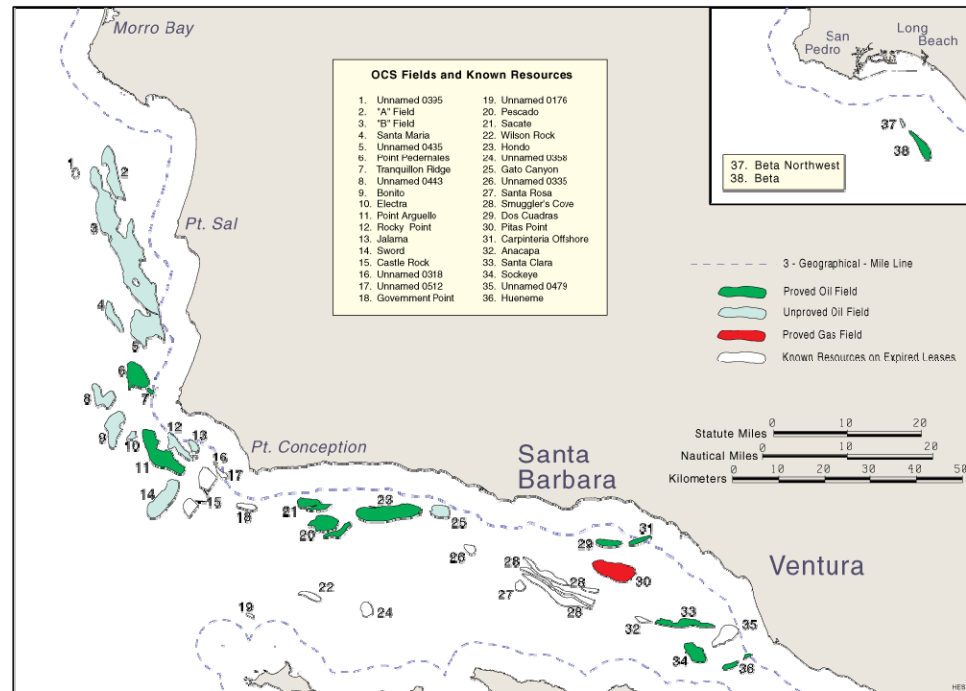 Morro Bay
Pt. Sal
Pt. Conception
Santa
Barbara
Ventura
OCS Fields and Known Resources
1. Unnamed 0395
2. "A" Field
3. "B" Field
4. Santa Maria
5. Unnamed 0435
6. Point Pedernales
7. Tranquillon Ridge
8. Unnamed 0443
9. Bonito
10. Electra
11. Point Arguello
12. Rocky Point
13. Jalama
14. Sword
15. Castle Rock
16. Unnamed 0318
17. Unnamed 0512
18. Government Point
19. Unnamed 0176
20. Pescado
21. Sacate
22. Wilson Rock
23. Hondo
24. Unnamed 0358
25. Gato Canyon
26. Unnamed 0335
27. Santa Rosa
28. Smuggler's Cove
29. Dos Cuadras
30. Pitas Point
31. Carpinteria Offshore
32. Anacapa
33. Santa Clara
34. Sockeye
35. Unnamed 0479
36. Hueneme
San
Pedro
Long
Beach
37
38
37. Beta Northwest
38. Beta
3 - Geographical - Mile Line
Proved Oil Field
Unproved Oil Field
Proved Gas Field
Known Resources on Expired Leases
0 10 20
Statute Miles
0 10 20
Nautical Miles
0 10 20 30 40 50
Kilometers
1
2
3
4
5
6
7
8
9
10
11
12
13
14
15
16
17
18
19
20
21
22
23
24
25
26
27
28
28
28
29
30
31
32
33
34
35
36
HES